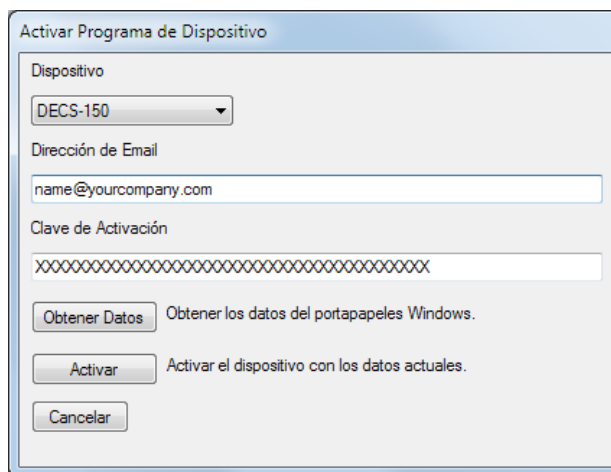 Activar Programa de Dispositivo
Dispositivo
DECS-150
Dirección de Email
name@yourcompany.com
Clave de Activación
XXXXXXXXXXXXXXXXXXXXXXXXXXXXXXXXXXXXXXXX
Obtener Datos Obtener los datos del portapapeles Windows.
Activar Activar el dispositivo con los datos actuales.
Cancelar